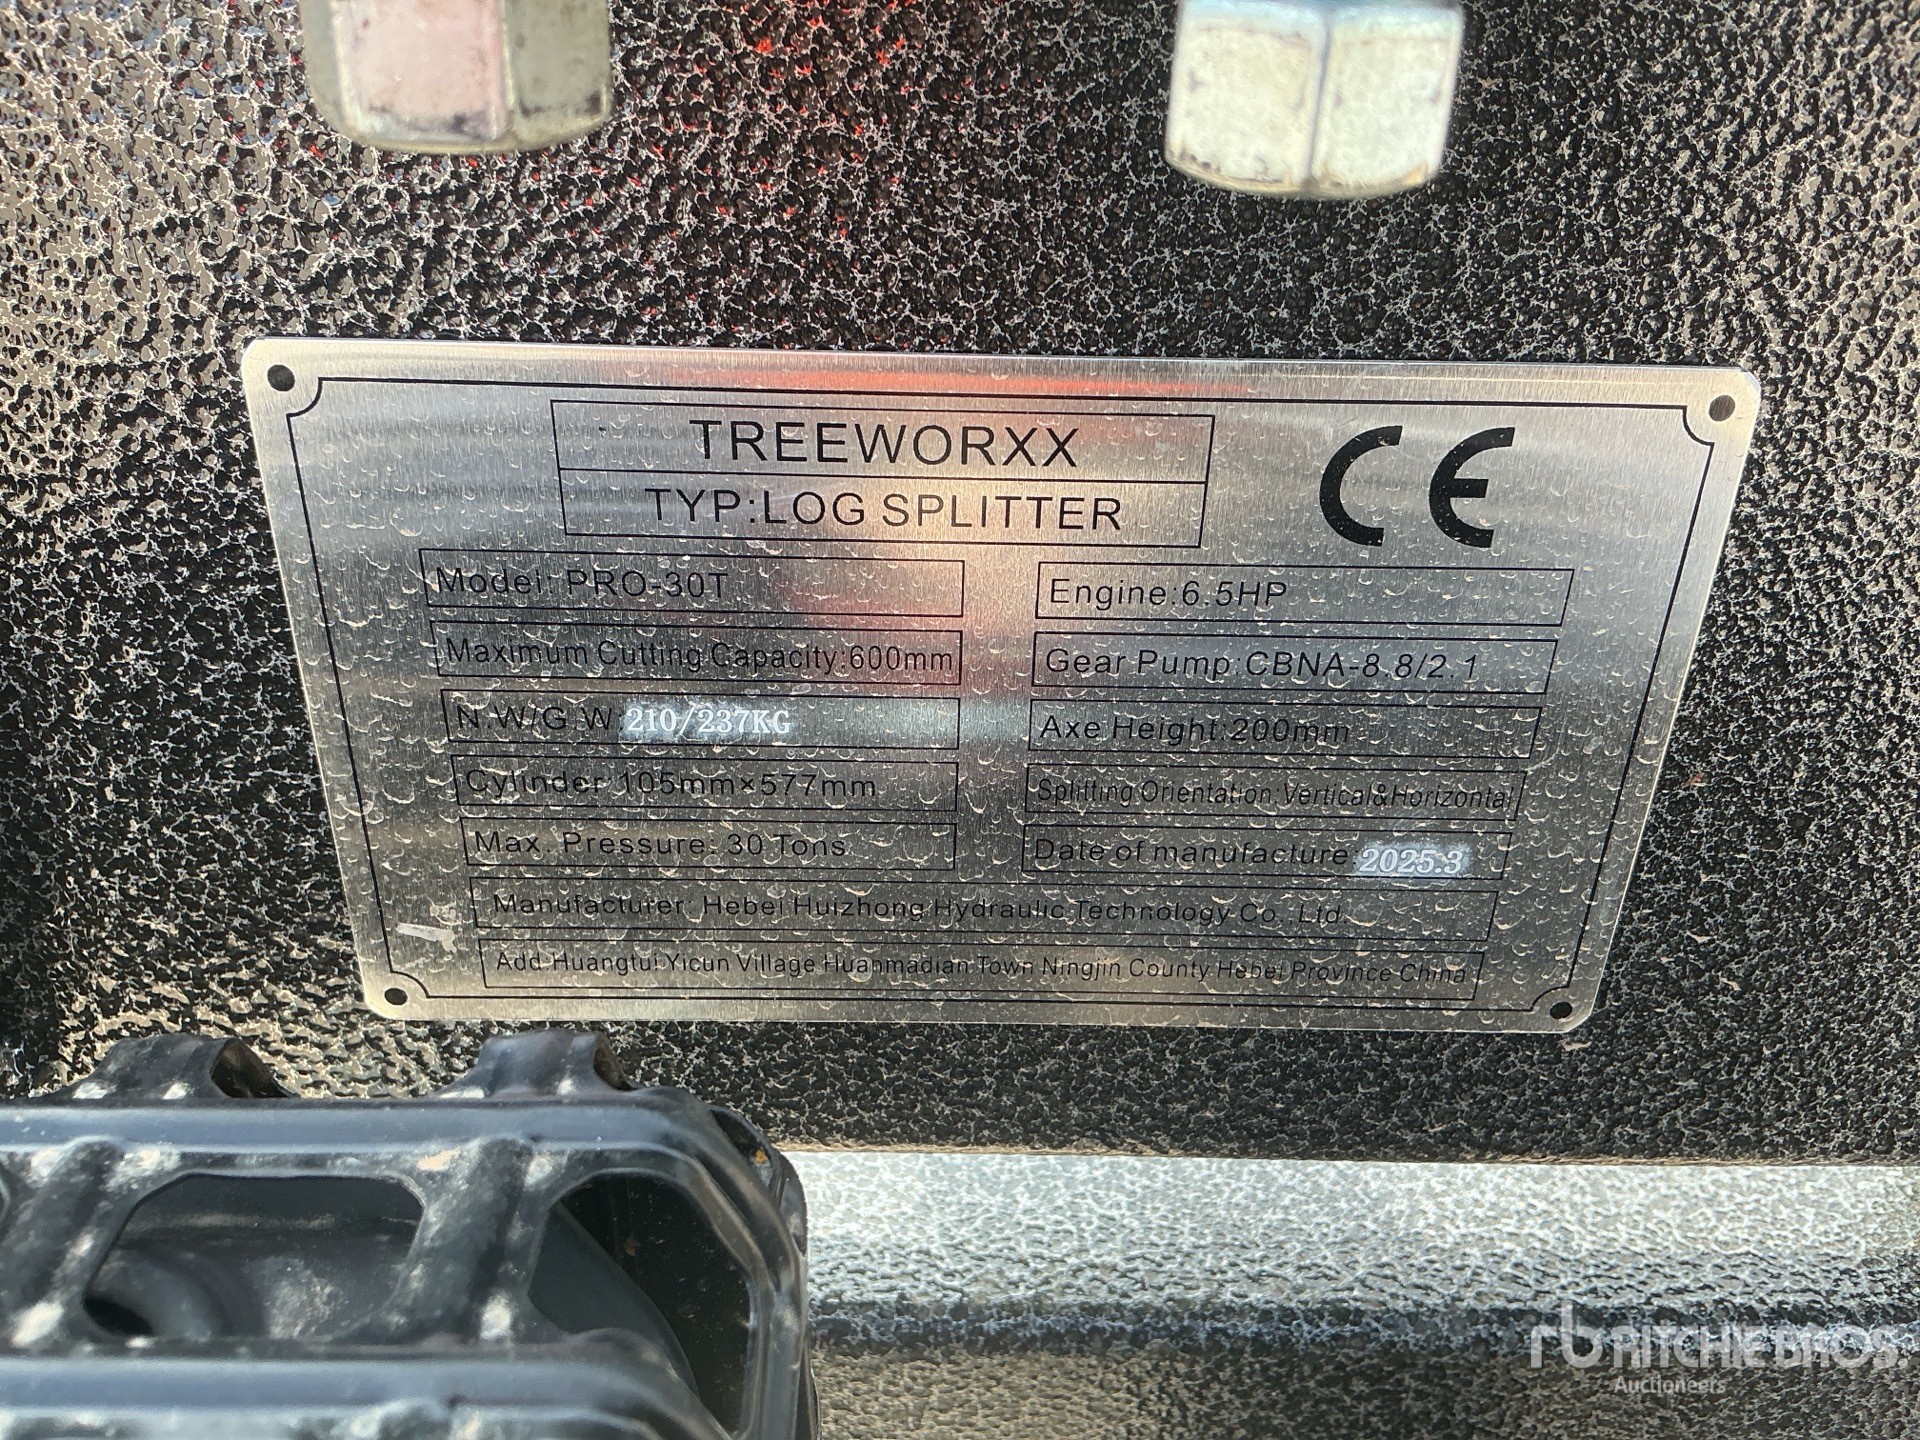 TREEWORXX
TYP:LOG SPLITTER
CE
Model: PRO-30T
Engine:6.5HP
Maximum Cutting Capacity:600mm
Gear Pump:CBNA-8.8/2.1
N.W/G.W:210/237KG
Axe Height:200mm
Cylinder:105mm×577mm
Splitting Orientation:Vertical&Horizontal
Max. Pressure: 30 Tons
Date of manufacture:2025.3
Manufacturer: Hebei Huizhong Hydraulic Technology Co., Ltd.
Add:Huangtui Yicun Village Huanmadian Town Ningjin County Hebei Province China
rb RITCHIE BROS.
Auctioneers